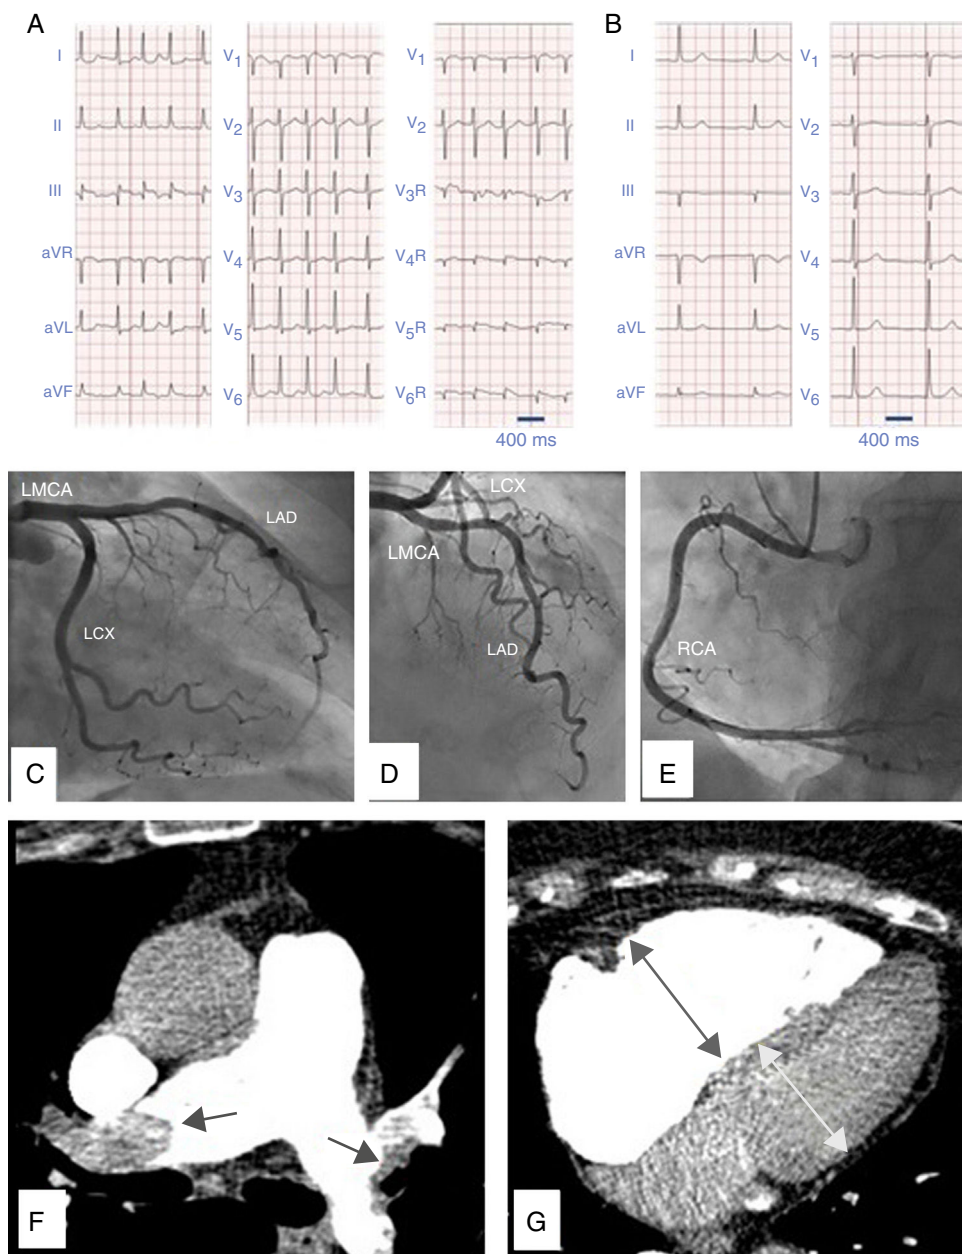 A B
I V1 V1 I V1
II V2 V2 II V2
III V3 V3R III V3
aVR V4 V4R aVR V4
aVL V5 V5R aVL V5
aVF V6 V6R aVF V6
400 ms 400 ms
LMCA LAD LCX C
LCX LMCA LAD D
RCA E
F
G